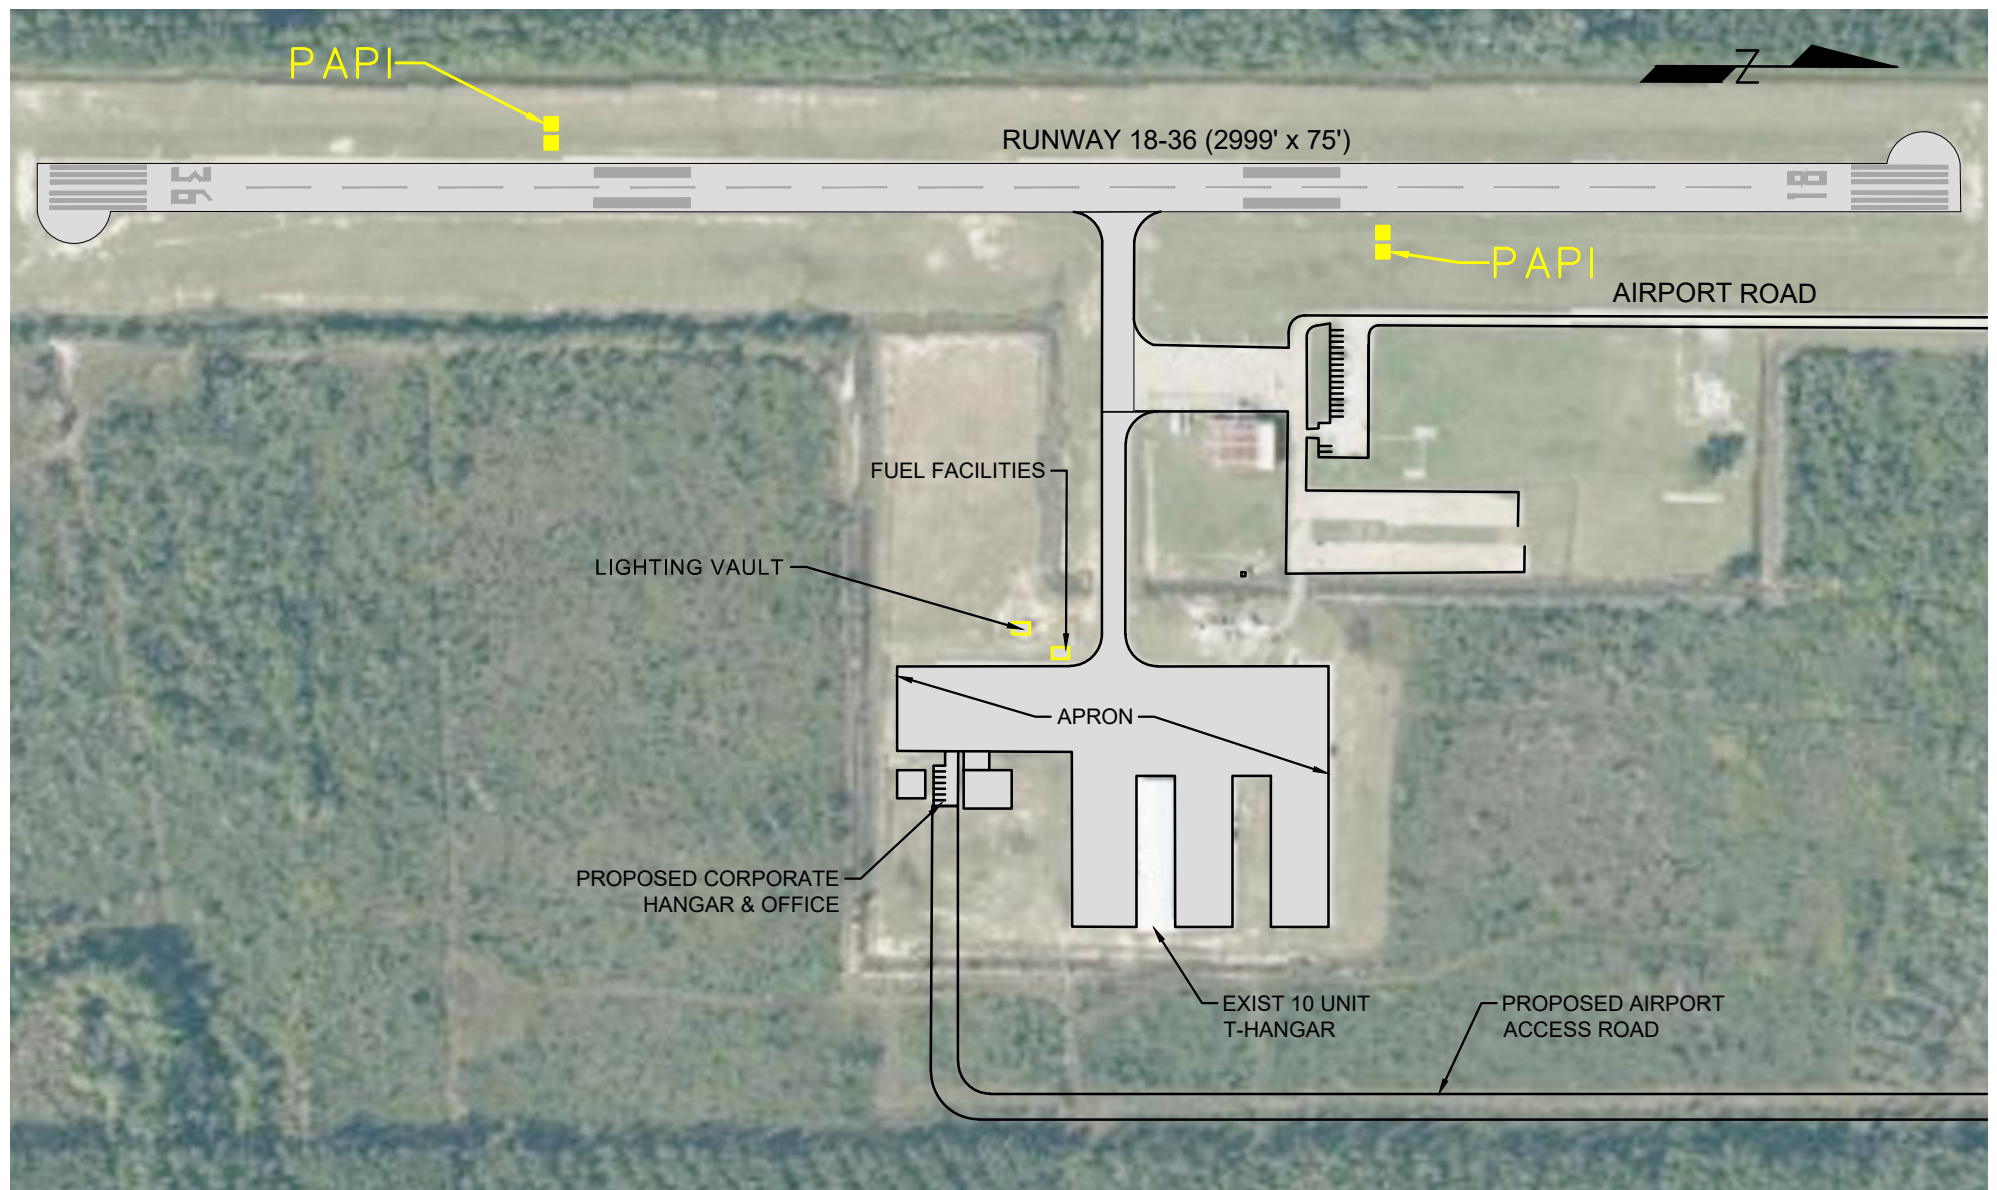 PAPI
Z
RUNWAY 18-36 (2999' x 75')
36
18
PAPI
AIRPORT ROAD
FUEL FACILITIES
LIGHTING VAULT
APRON
PROPOSED CORPORATE
HANGAR & OFFICE
EXIST 10 UNIT
T-HANGAR
PROPOSED AIRPORT
ACCESS ROAD